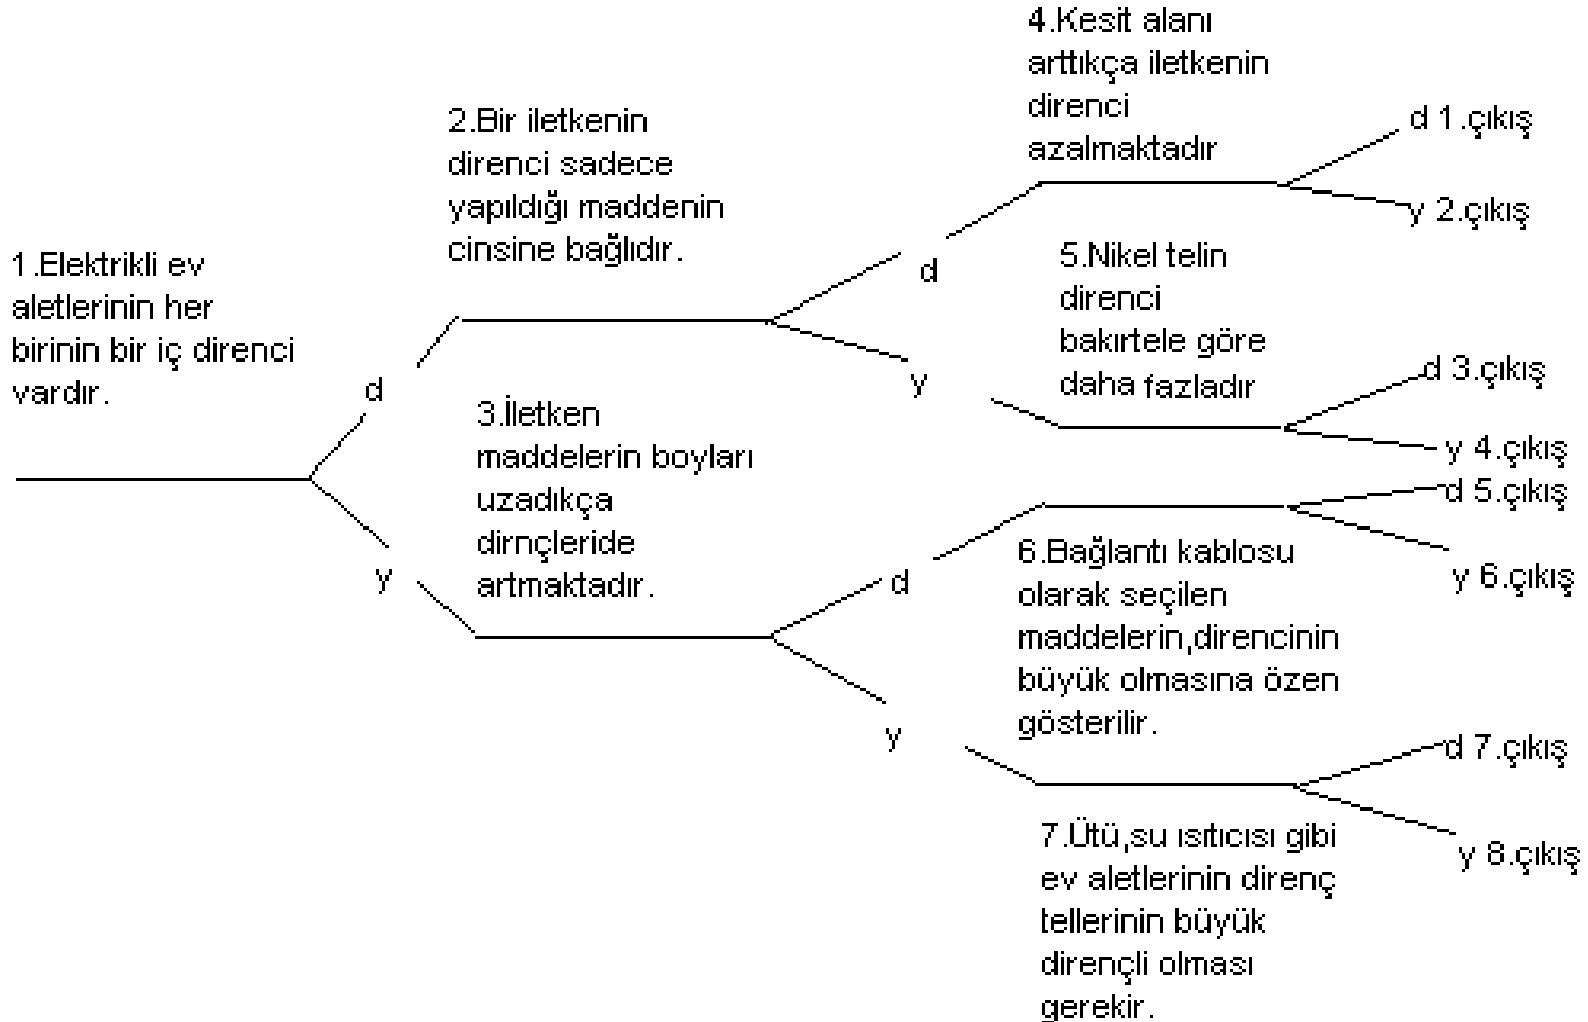 1.Elektrikli ev
aletlerinin her
birinin bir iç direnci
vardır.
d
y
2.Bir iletkenin
direnci sadece
yapıldığı maddenin
cinsine bağlıdır.
d
y
3.İletken
maddelerin boyları
uzadıkça
dirnçleride
artmaktadır.
d
y
4.Kesit alanı
arttıkça iletkenin
direnci
azalmaktadır
d 1.çıkış
y 2.çıkış
5.Nikel telin
direnci
bakırtele göre
daha fazladır
d 3.çıkış
y 4.çıkış
d 5.çıkış
y 6.çıkış
6.Bağlantı kablosu
olarak seçilen
maddelerin,direncinin
büyük olmasına özen
gösterilir.
d 7.çıkış
y 8.çıkış
7.Ütü,su ısıtıcısı gibi
ev aletlerinin direnç
tellerinin büyük
dirençli olması
gerekir.